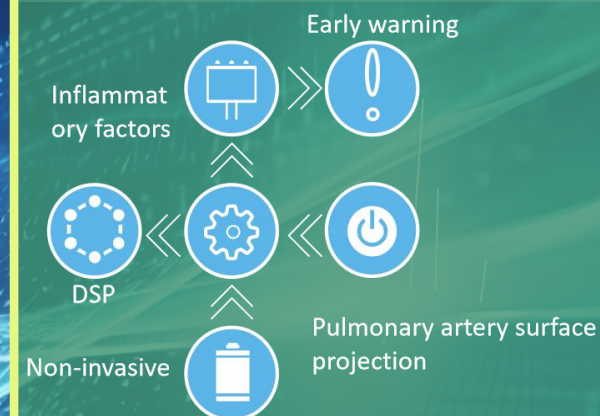 Early warning
Inflammat
ory factors
DSP
Pulmonary artery surface
projection
Non-invasive